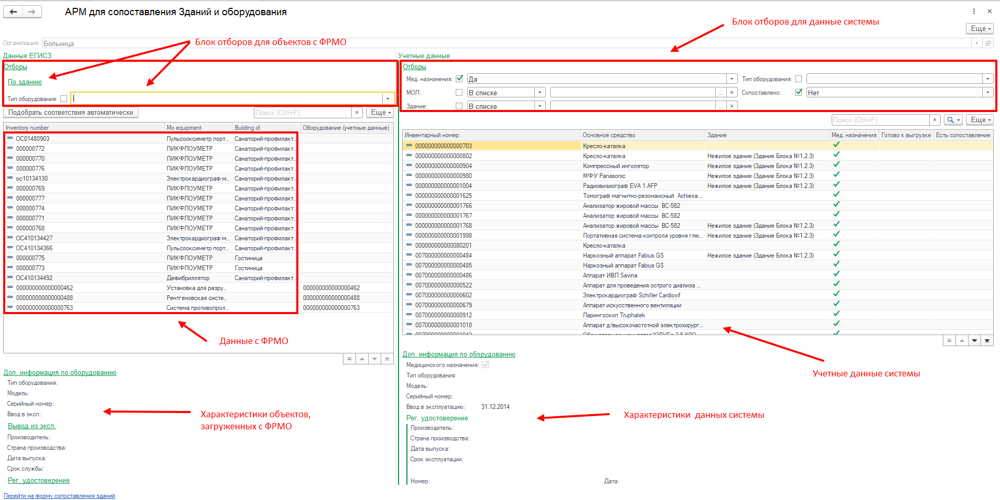 АРМ для сопоставления Зданий и оборудования
Блок отборов для данные системы
Еще
Организация: Больница
Блок отборов для объектов с ФРМО
Данные ЕГИСЗ
Отборы
По зданию
Тип оборудования:
Подобрать соответствия автоматически
Поиск (Ctrl+F) × Еще
Inventory number Mo equipment Building id Оборудование (учетные данные)
ОС01480903 Пульсооксиметр порт... Санаторий-профилакт...
000000772 ПИКФЛОУМЕТР Санаторий-профилакт...
000000770 ПИКФЛОУМЕТР Санаторий-профилакт...
000000776 ПИКФЛОУМЕТР Санаторий-профилакт...
ос10134130 Электрокардиограф м... Санаторий-профилакт...
000000769 ПИКФЛОУМЕТР Санаторий-профилакт...
000000777 ПИКФЛОУМЕТР Санаторий-профилакт...
000000774 ПИКФЛОУМЕТР Санаторий-профилакт...
000000771 ПИКФЛОУМЕТР Санаторий-профилакт...
000000768 ПИКФЛОУМЕТР Санаторий-профилакт...
ОС410134427 Электрокардиограф м... Санаторий-профилакт...
ОС410134366 Пульсооксиметр порт... Санаторий-профилакт...
000000775 ПИКФЛОУМЕТР Гостиница
000000773 ПИКФЛОУМЕТР Гостиница
ОС410134492 Дефибриллятор Санаторий-профилакт...
000000000000000462 Установка для разру... 000000000000000462
000000000000000488 Рентгеновская систе... 000000000000000488
000000000000000763 Система противопрол... 000000000000000763
Данные с ФРМО
Доп. информация по оборудованию
Тип оборудования:
Модель:
Серийный номер:
Ввод в эксп.:
Характеристики объектов,
загруженных с ФРМО
Вывод из эксп.
Производитель:
Страна производства:
Дата выпуска:
Срок службы:
Рег. удостоверение
Перейти на форму сопоставления зданий
Учетные данные
Отборы
Мед. назначения: Да Тип оборудования:
МОЛ: В списке ... × Сопоставлено: Нет
Здание: В списке ... ×
Поиск (Ctrl+F) × Еще
Инвентарный номер Основное средство Здание Мед. назначения Готово к выгрузке Есть сопоставление
000000000000000703 Кресло-каталка
000000000000000802 Кресло-каталка Нежилое здание (Здание Блока №1.2.3)
000000000000000904 Компрессный инголятор Нежилое здание (Здание Блока №1.2.3)
000000000000000980 МФУ Panasonic Нежилое здание (Здание Блока №1.2.3)
000000000000001004 Радиовизиограф EVA 1.AFP Нежилое здание (Здание Блока №1.2.3)
000000000000001625 Томограф магнитно-резонансный Achieva ...
000000000000001766 Анализатор жировой массы BC-582
000000000000001767 Анализатор жировой массы BC-582
000000000000001768 Анализатор жировой массы BC-582 Нежилое здание (Здание Блока №1.2.3)
000000000000001998 Портативная система контроля уровня глю... Нежилое здание (Здание Блока №1.2.3)
000000000000080201 Кресло-каталка
007000000000000484 Наркозный аппарат Fabius GS Нежилое здание (Здание Блока №1.2.3)
007000000000000485 Наркозный аппарат Fabius GS
007000000000000486 Аппарат ИВЛ Savina
007000000000000522 Аппарат для проведения острого диализа ...
007000000000000602 Электрокардиограф Schiller Cardiovif
007000000000000679 Аппарат искусственного вентиляции
007000000000000912 Ларингоскоп Truphatek
007000000000001018 Аппарат д/высокочастотной электрохирург...
Учетные данные системы
Доп. информация по оборудованию
Медицинского назначения:
Тип оборудования:
Модель:
Серийный номер:
Ввод в эксплуатацию: 31.12.2014
Характеристики данных системы
Рег. удостоверение
Производитель:
Страна производства:
Дата выпуска:
Срок эксплуатации:
Номер: Дата: